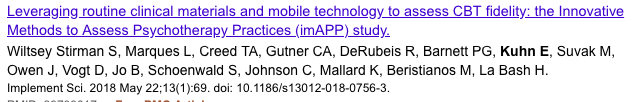 Leveraging routine clinical materials and mobile technology to assess CBT fidelity: the Innovative
Methods to Assess Psychotherapy Practices (imAPP) study.
Wiltsey Stirman S, Marques L, Creed TA, Gutner CA, DeRubeis R, Barnett PG, Kuhn E, Suvak M,
Owen J, Vogt D, Jo B, Schoenwald S, Johnson C, Mallard K, Beristianos M, La Bash H.
Implement Sci. 2018 May 22;13(1):69. doi: 10.1186/s13012-018-0756-3.